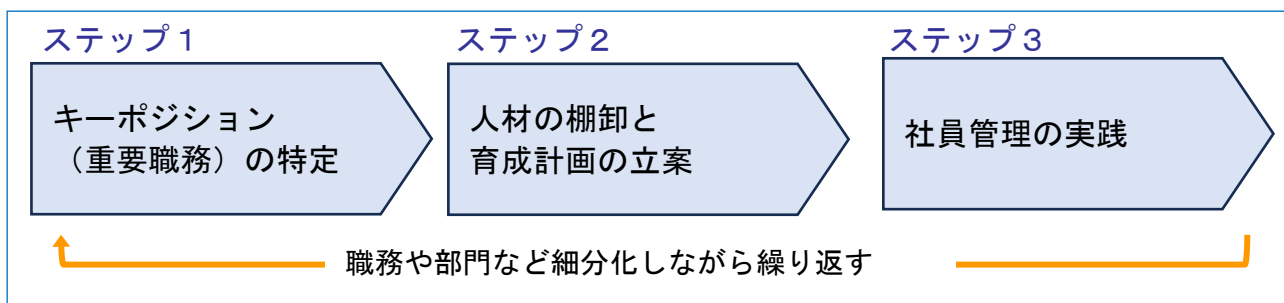 ステップ１
キーポジション
（重要職務）の特定
ステップ２
人材の棚卸と
育成計画の立案
ステップ３
社員管理の実践
職務や部門など細分化しながら繰り返す